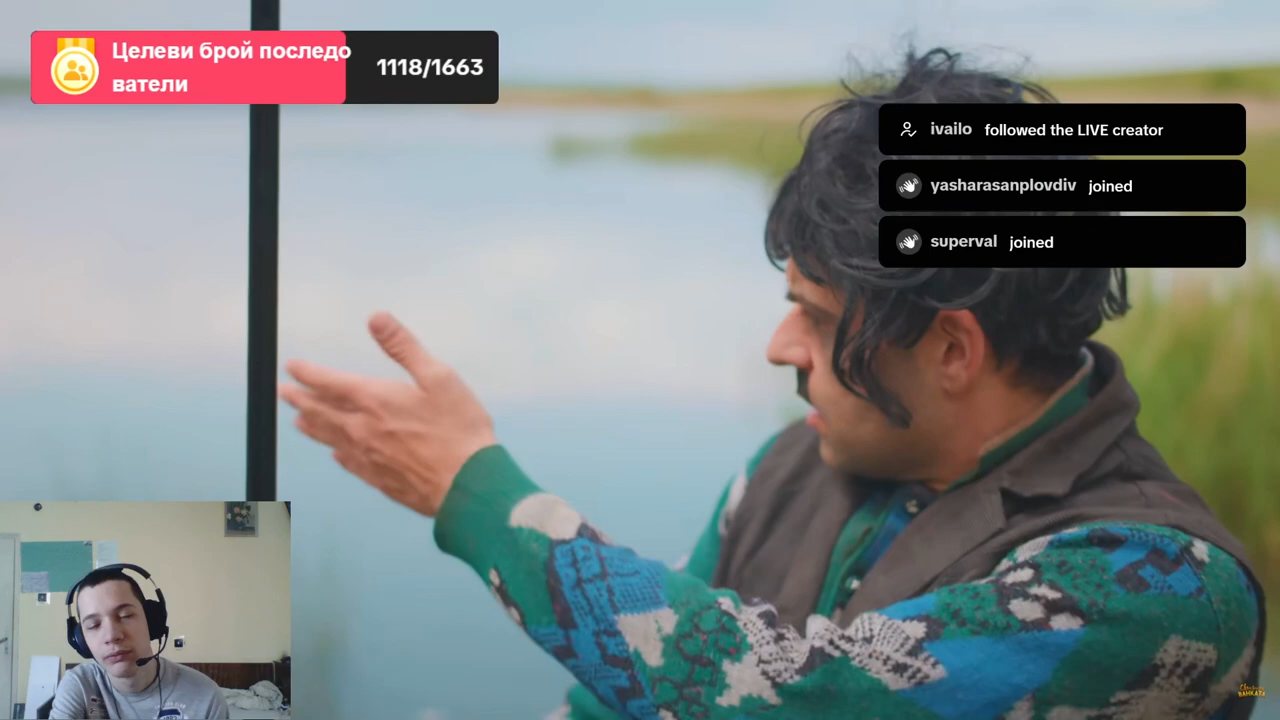 Целеви брой последо
ватели
1118/1663
ivailo followed the LIVE creator
yasharasanplovdiv joined
superval joined